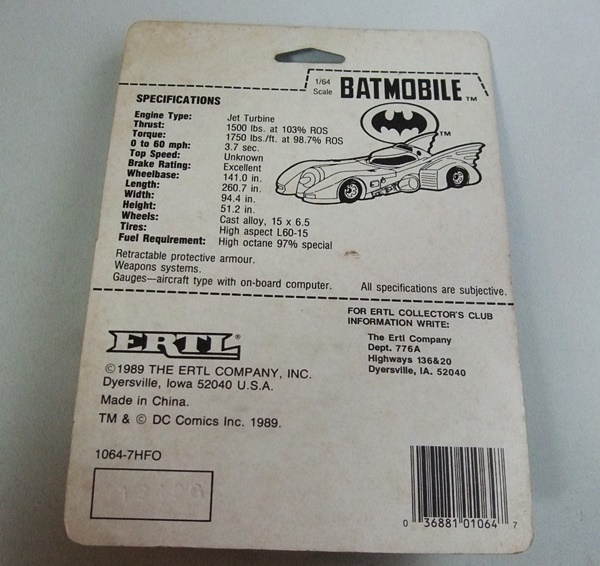 1/64
Scale BATMOBILE ™
™
SPECIFICATIONS
Engine Type: Jet Turbine
Thrust: 1500 lbs. at 103% ROS
Torque: 1750 lbs./ft. at 98.7% ROS
0 to 60 mph: 3.7 sec.
Top Speed: Unknown
Brake Rating: Excellent
Wheelbase: 141.0 in.
Length: 260.7 in.
Width: 94.4 in.
Height: 51.2 in.
Wheels: Cast alloy, 15 x 6.5
Tires: High aspect L60-15
Fuel Requirement: High octane 97% special
Retractable protective armour.
Weapons systems.
Gauges—aircraft type with on-board computer. All specifications are subjective.
FOR ERTL COLLECTOR'S CLUB
INFORMATION WRITE:
The Ertl Company
Dept. 776A
Highways 136&20
Dyersville, IA. 52040
ERTL®
©1989 THE ERTL COMPANY, INC.
Dyersville, Iowa 52040 U.S.A.
Made in China.
TM & © DC Comics Inc. 1989.
1064-7HFO
0 36881 01064 7